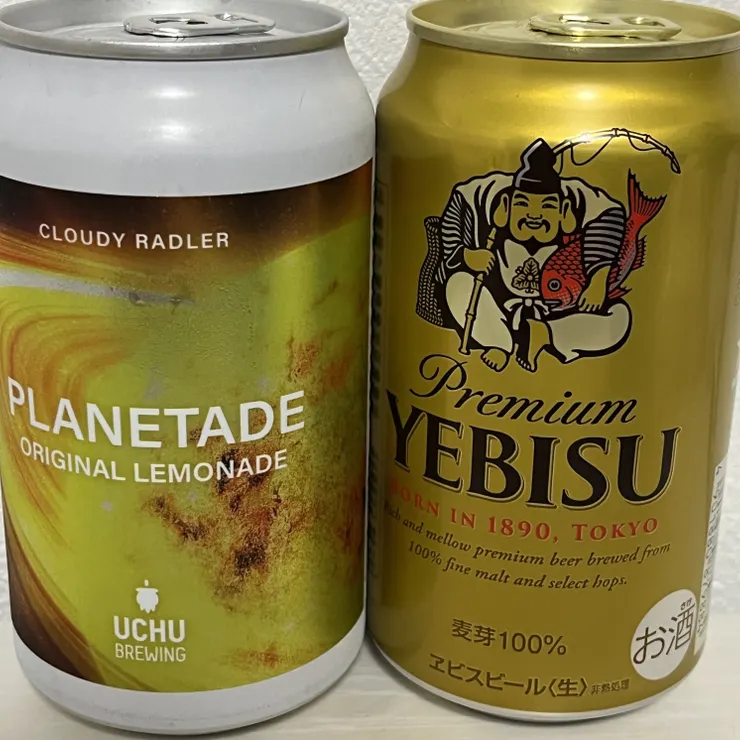 CLOUDY RADLER
PLANETADE
ORIGINAL LEMONADE
UCHU
BREWING
Premium
YEBISU
BORN IN 1890, TOKYO
Rich and mellow premium beer brewed from
100% fine malt and select hops.
麦芽100%
ヱビスビール〈生〉非熱処理
さけ
お酒